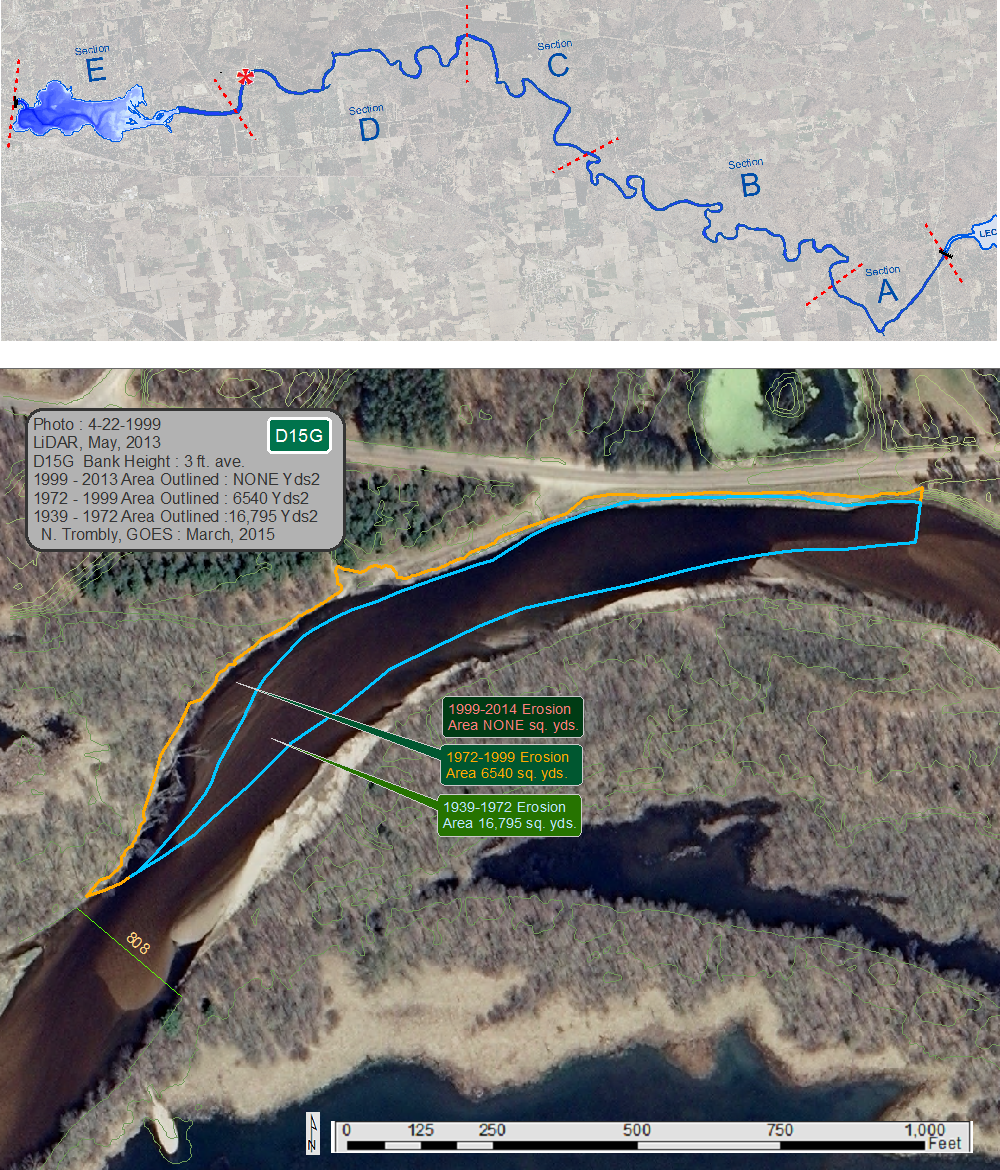 Section
E
Section
C
Section
D
Section
B
Section
A
LEC
Photo : 4-22-1999
D15G
LiDAR, May, 2013
D15G Bank Height : 3 ft. ave.
1999 - 2013 Area Outlined : NONE Yds2
1972 - 1999 Area Outlined : 6540 Yds2
1939 - 1972 Area Outlined :16,795 Yds2
N. Trombly, GOES : March, 2015
1999-2014 Erosion
Area NONE sq. yds.
1972-1999 Erosion
Area 6540 sq. yds.
1939-1972 Erosion
Area 16,795 sq. yds.
808
N
0 125 250 500 750 1,000
Feet